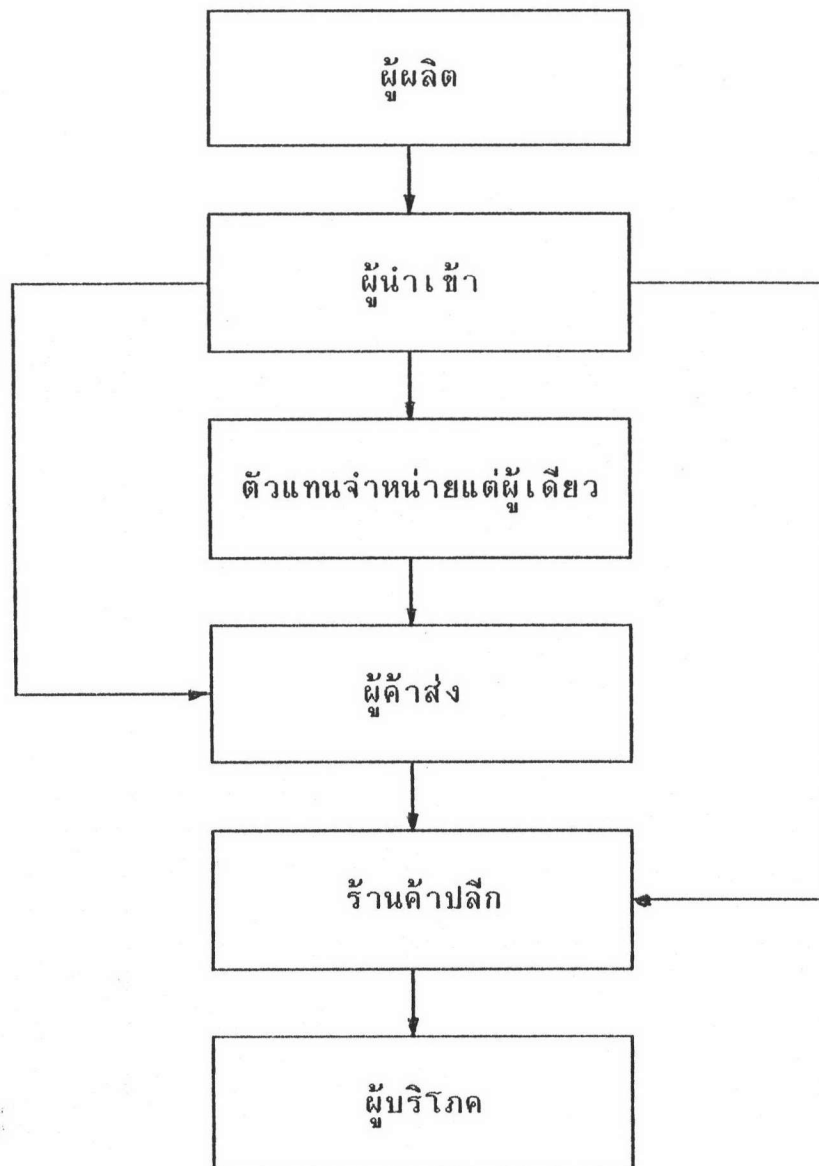 ผู้ผลิต
ผู้นำเข้า
ตัวแทนจำหน่ายแต่ผู้เดียว
ผู้ค้าส่ง
ร้านค้าปลีก
ผู้บริโภค